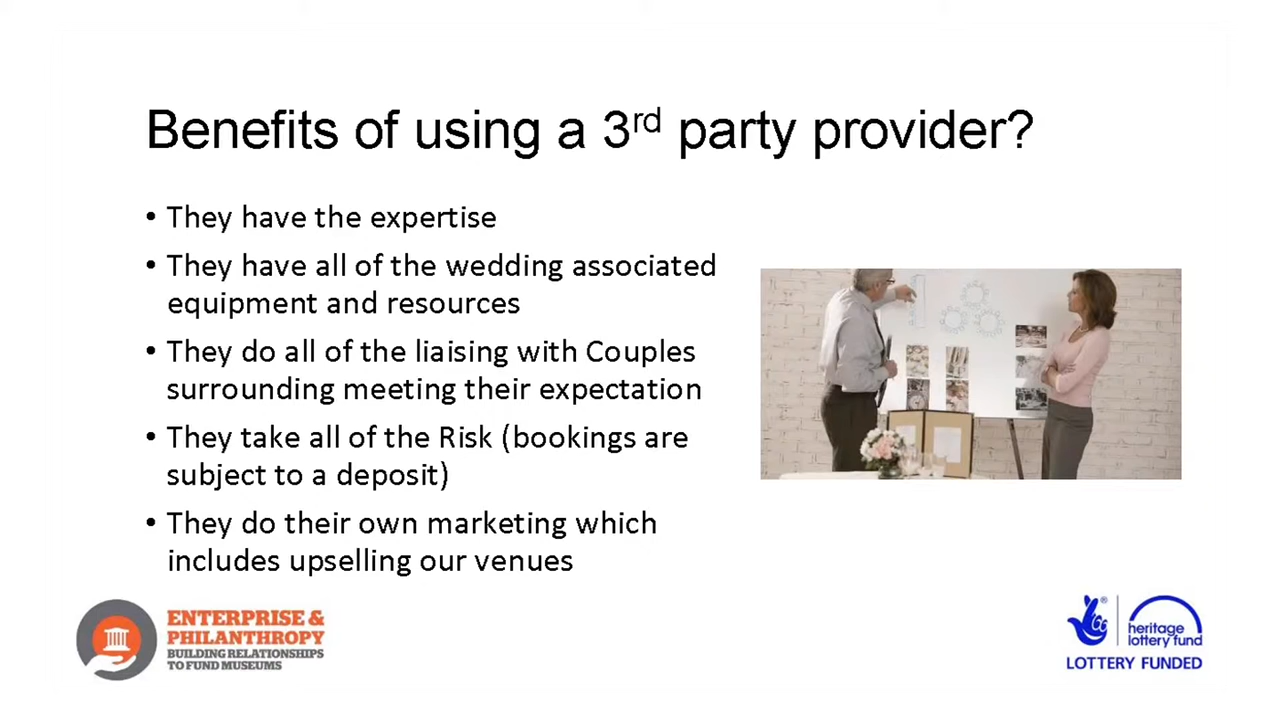 Benefits of using a 3rd party provider?
• They have the expertise
• They have all of the wedding associated
equipment and resources
• They do all of the liaising with Couples
surrounding meeting their expectation
• They take all of the Risk (bookings are
subject to a deposit)
• They do their own marketing which
includes upselling our venues
ENTERPRISE &
PHILANTHROPY
BUILDING RELATIONSHIPS
TO FUND MUSEUMS
heritage
lottery fund
LOTTERY FUNDED